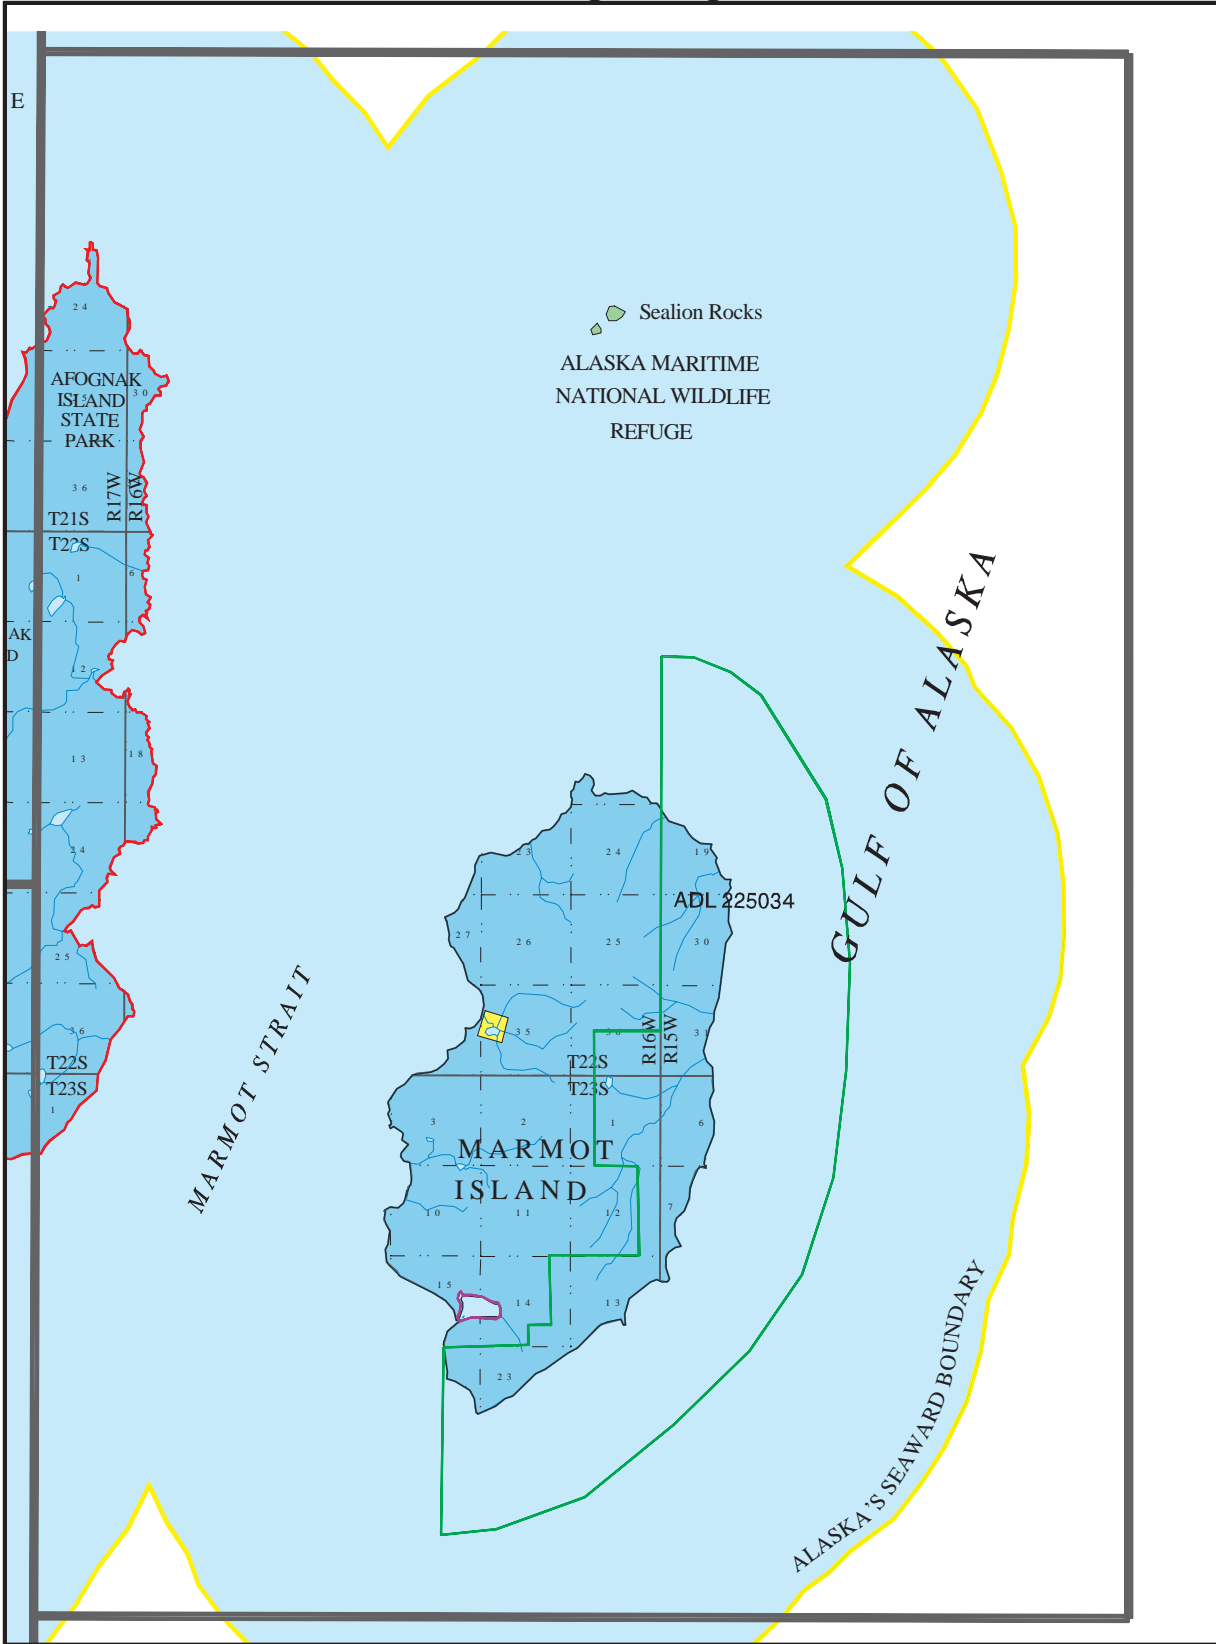 E
24
Sealion Rocks
ALASKA MARITIME
NATIONAL WILDLIFE
REFUGE
AFOGNAK
ISLAND
STATE
PARK
30
36
R17W
R16W
T21S
T22S
1
6
AK
D
12
13
18
24
25
36
T22S
T23S
1
GULF OF ALASKA
MARMOT STRAIT
23
24
19
ADL 225034
27
26
25
30
35
36
31
R16W
R15W
T22S
T23S
3
2
1
6
MARMOT
ISLAND
10
11
12
7
15
14
13
23
ALASKA'S SEAWARD BOUNDARY